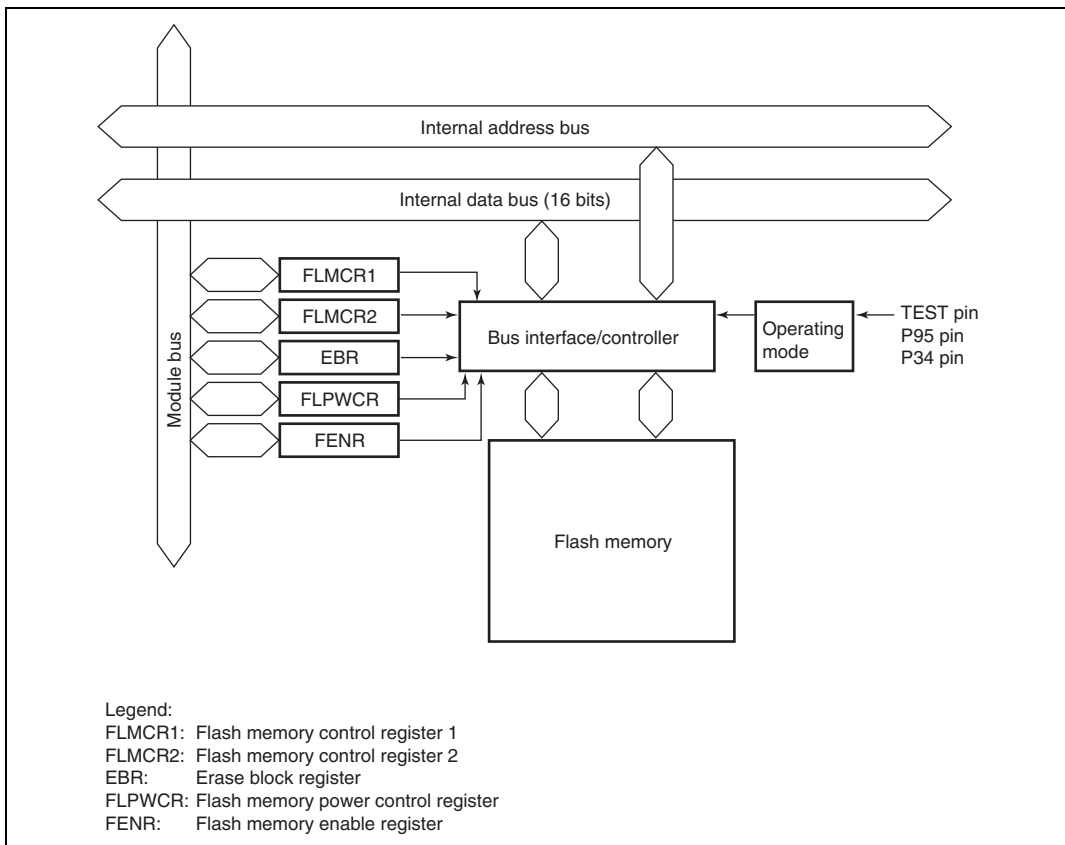 Internal address bus
Internal data bus (16 bits)
Module bus
FLMCR1
FLMCR2
EBR
FLPWCR
FENR
Bus interface/controller
Operating
mode
TEST pin
P95 pin
P34 pin
Flash memory
Legend:
FLMCR1: Flash memory control register 1
FLMCR2: Flash memory control register 2
EBR: Erase block register
FLPWCR: Flash memory power control register
FENR: Flash memory enable register